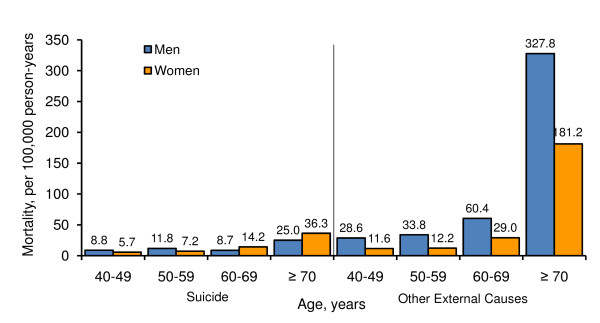 Mortality, per 100,000 person-years
350
300
250
200
150
100
50
0
Men
Women
8.8 5.7 11.8 7.2 8.7 14.2 25.0 36.3 28.6 11.6 33.8 12.2 60.4 29.0 327.8 181.2
40-49 50-59 60-69 ≥ 70 40-49 50-59 60-69 ≥ 70
Suicide Other External Causes
Age, years